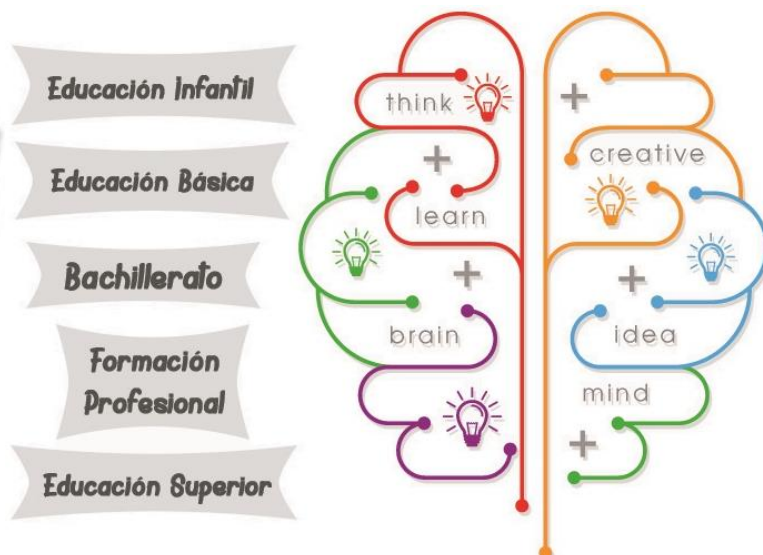 Educación Infantil
Educación Básica
Bachillerato
Formación
Profesional
Educación Superior
think
+
+
learn
+
brain
+
creative
+
idea
mind
+